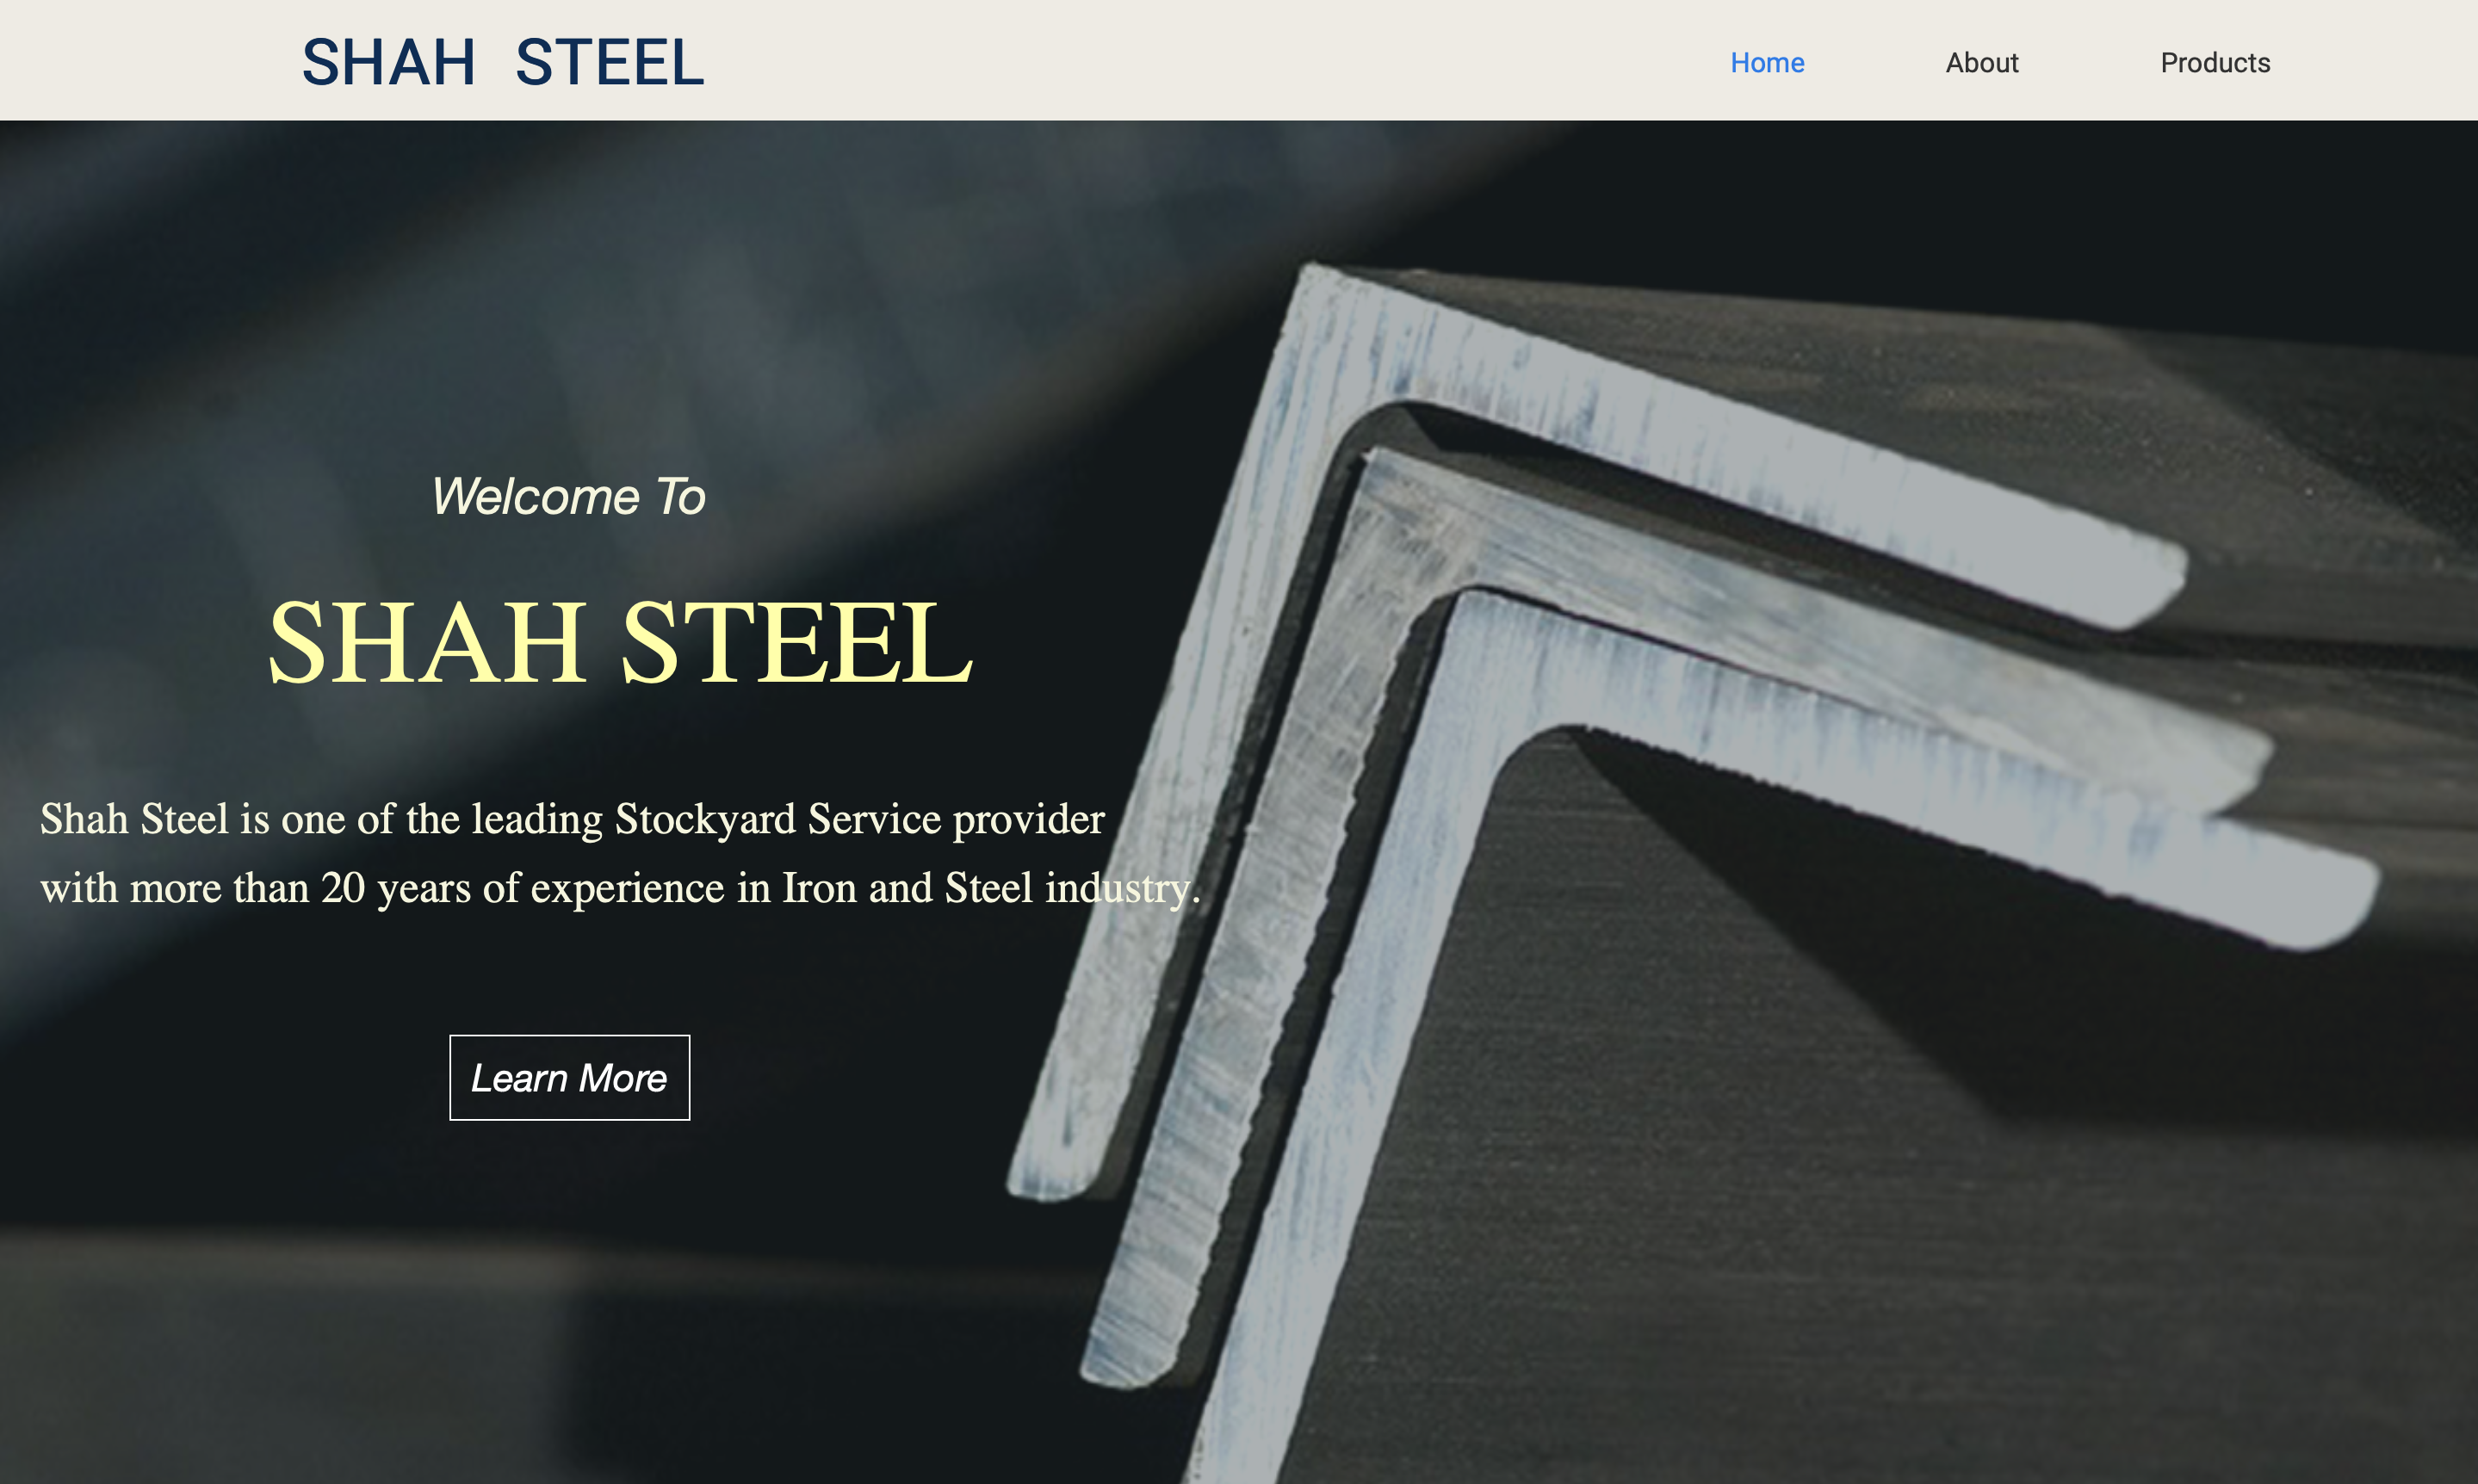 SHAH STEEL
Home About Products
Welcome To
SHAH STEEL
Shah Steel is one of the leading Stockyard Service provider
with more than 20 years of experience in Iron and Steel industry.
Learn More